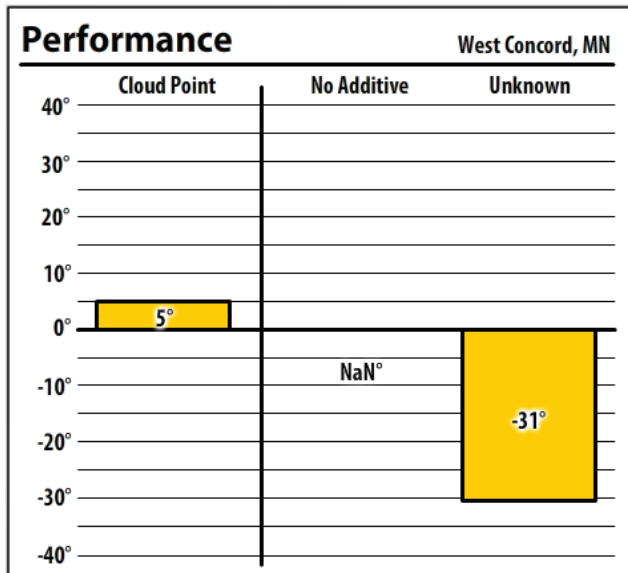 Performance
West Concord, MN
Cloud Point
No Additive
Unknown
40°
30°
20°
10°
5°
0°
NaN°
-10°
-31°
-20°
-30°
-40°